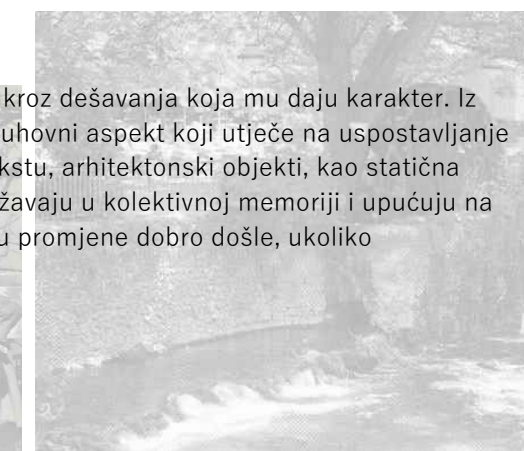 kroz dešavanja koja mu daju karakter. Iz
uhovni aspekt koji utječe na uspostavljanje
kstu, arhitektonski objekti, kao statična
žavaju u kolektivnoj memoriji i upućuju na
u promjene dobro došle, ukoliko